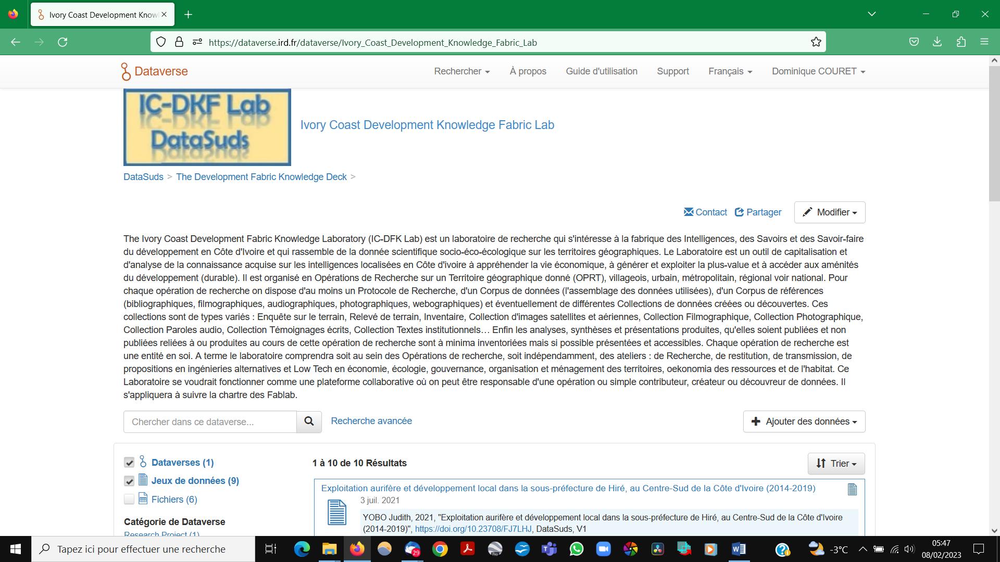 Ivory Coast Development Know
https://dataverse.ird.fr/dataverse/Ivory_Coast_Development_Knowledge_Fabric_Lab
Dataverse
Rechercher
À propos
Guide d'utilisation
Support
Français
Dominique COURET
IC-DKF Lab
DataSuds
Ivory Coast Development Knowledge Fabric Lab
DataSuds > The Development Fabric Knowledge Deck >
Contact
Partager
Modifier
The Ivory Coast Development Fabric Knowledge Laboratory (IC-DFK Lab) est un laboratoire de recherche qui s'intéresse à la fabrique des Intelligences, des Savoirs et des Savoir-faire
du développement en Côte d'Ivoire et qui rassemble de la donnée scientifique socio-éco-écologique sur les territoires géographiques. Le Laboratoire est un outil de capitalisation et
d'analyse de la connaissance acquise sur les intelligences localisées en Côte d'ivoire à appréhender la vie économique, à générer et exploiter la plus-value et à accéder aux aménités
du développement (durable). Il est organisé en Opérations de Recherche sur un Territoire géographique donné (OPRT), villageois, urbain, métropolitain, régional voir national. Pour
chaque opération de recherche on dispose d'au moins un Protocole de Recherche, d'un Corpus de données (l'assemblage des données utilisées), d'un Corpus de références
(bibliographiques, filmographiques, audiographiques, photographiques, webographiques) et éventuellement de différentes Collections de données créées ou découvertes. Ces
collections sont de types variés : Enquête sur le terrain, Relevé de terrain, Inventaire, Collection d'images satellites et aériennes, Collection Filmographique, Collection Photographique,
Collection Paroles audio, Collection Témoignages écrits, Collection Textes institutionnels… Enfin les analyses, synthèses et présentations produites, qu'elles soient publiées et non
publiées reliées à ou produites au cours de cette opération de recherche sont à minima inventoriées mais si possible présentées et accessibles. Chaque opération de recherche est
une entité en soi. A terme le laboratoire comprendra soit au sein des Opérations de recherche, soit indépendamment, des ateliers : de Recherche, de restitution, de transmission, de
propositions en ingénieries alternatives et Low Tech en économie, écologie, gouvernance, organisation et ménagement des territoires, oekonomia des ressources et de l'habitat. Ce
Laboratoire se voudrait fonctionner comme une plateforme collaborative où on peut être responsable d'une opération ou simple contributeur, créateur ou découvreur de données. Il
s'appliquera à suivre la chartre des Fablab.
Chercher dans ce dataverse...
Recherche avancée
Ajouter des données
Dataverses (1)
Jeux de données (9)
Fichiers (6)
Catégorie de Dataverse
Research Project (1)
1 à 10 de 10 Résultats
Trier
Exploitation aurifère et développement local dans la sous-préfecture de Hiré, au Centre-Sud de la Côte d'Ivoire (2014-2019)
3 juil. 2021
YOBO Judith, 2021, "Exploitation aurifère et développement local dans la sous-préfecture de Hiré, au Centre-Sud de la Côte d'Ivoire
(2014-2019)", https://doi.org/10.23708/FJ7LHJ, DataSuds, V1
Tapez ici pour effectuer une recherche
29
Pro
-3°C
05:47
08/02/2023